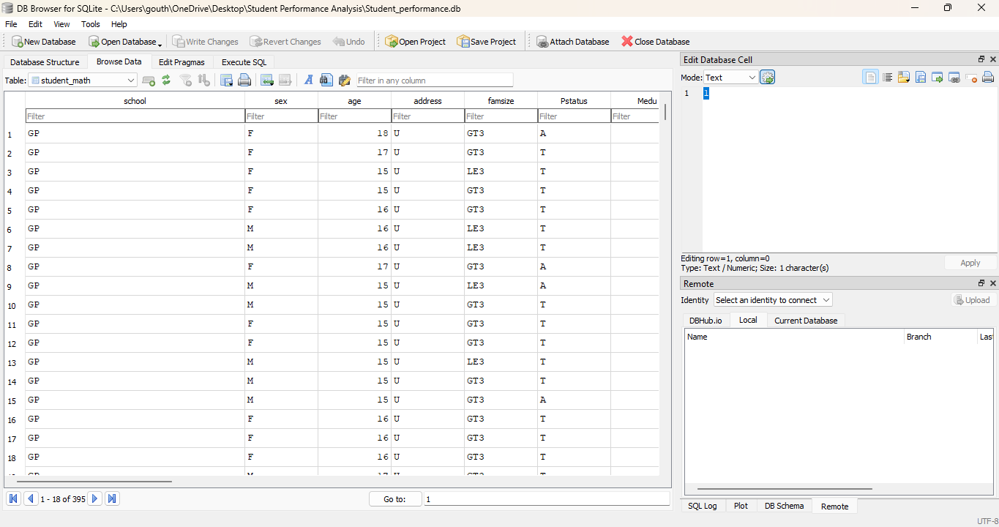 DB Browser for SQLite - C:\Users\gouth\OneDrive\Desktop\Student Performance Analysis\Student_performance.db
File Edit View Tools Help
New Database Open Database Write Changes Revert Changes Undo Open Project Save Project Attach Database Close Database
Database Structure Browse Data Edit Pragmas Execute SQL
Table: student_math Filter in any column
school sex age address famsize Pstatus Medu
Filter Filter Filter Filter Filter Filter Filter
1 GP F 18 U GT3 A
2 GP F 17 U GT3 T
3 GP F 15 U LE3 T
4 GP F 15 U GT3 T
5 GP F 16 U GT3 T
6 GP M 16 U LE3 T
7 GP M 16 U LE3 T
8 GP F 17 U GT3 A
9 GP M 15 U LE3 A
10 GP M 15 U GT3 T
11 GP F 15 U GT3 T
12 GP F 15 U GT3 T
13 GP M 15 U LE3 T
14 GP M 15 U GT3 T
15 GP M 15 U GT3 A
16 GP F 16 U GT3 T
17 GP F 16 U GT3 T
18 GP F 16 U GT3 T
1 - 18 of 395 Go to: 1
Edit Database Cell
Mode: Text
1 1
Editing row=1, column=0
Type: Text / Numeric; Size: 1 character(s)
Apply
Remote
Identity Select an identity to connect Upload
DBHub.io Local Current Database
Name Branch Las
SQL Log Plot DB Schema Remote
UTF-8